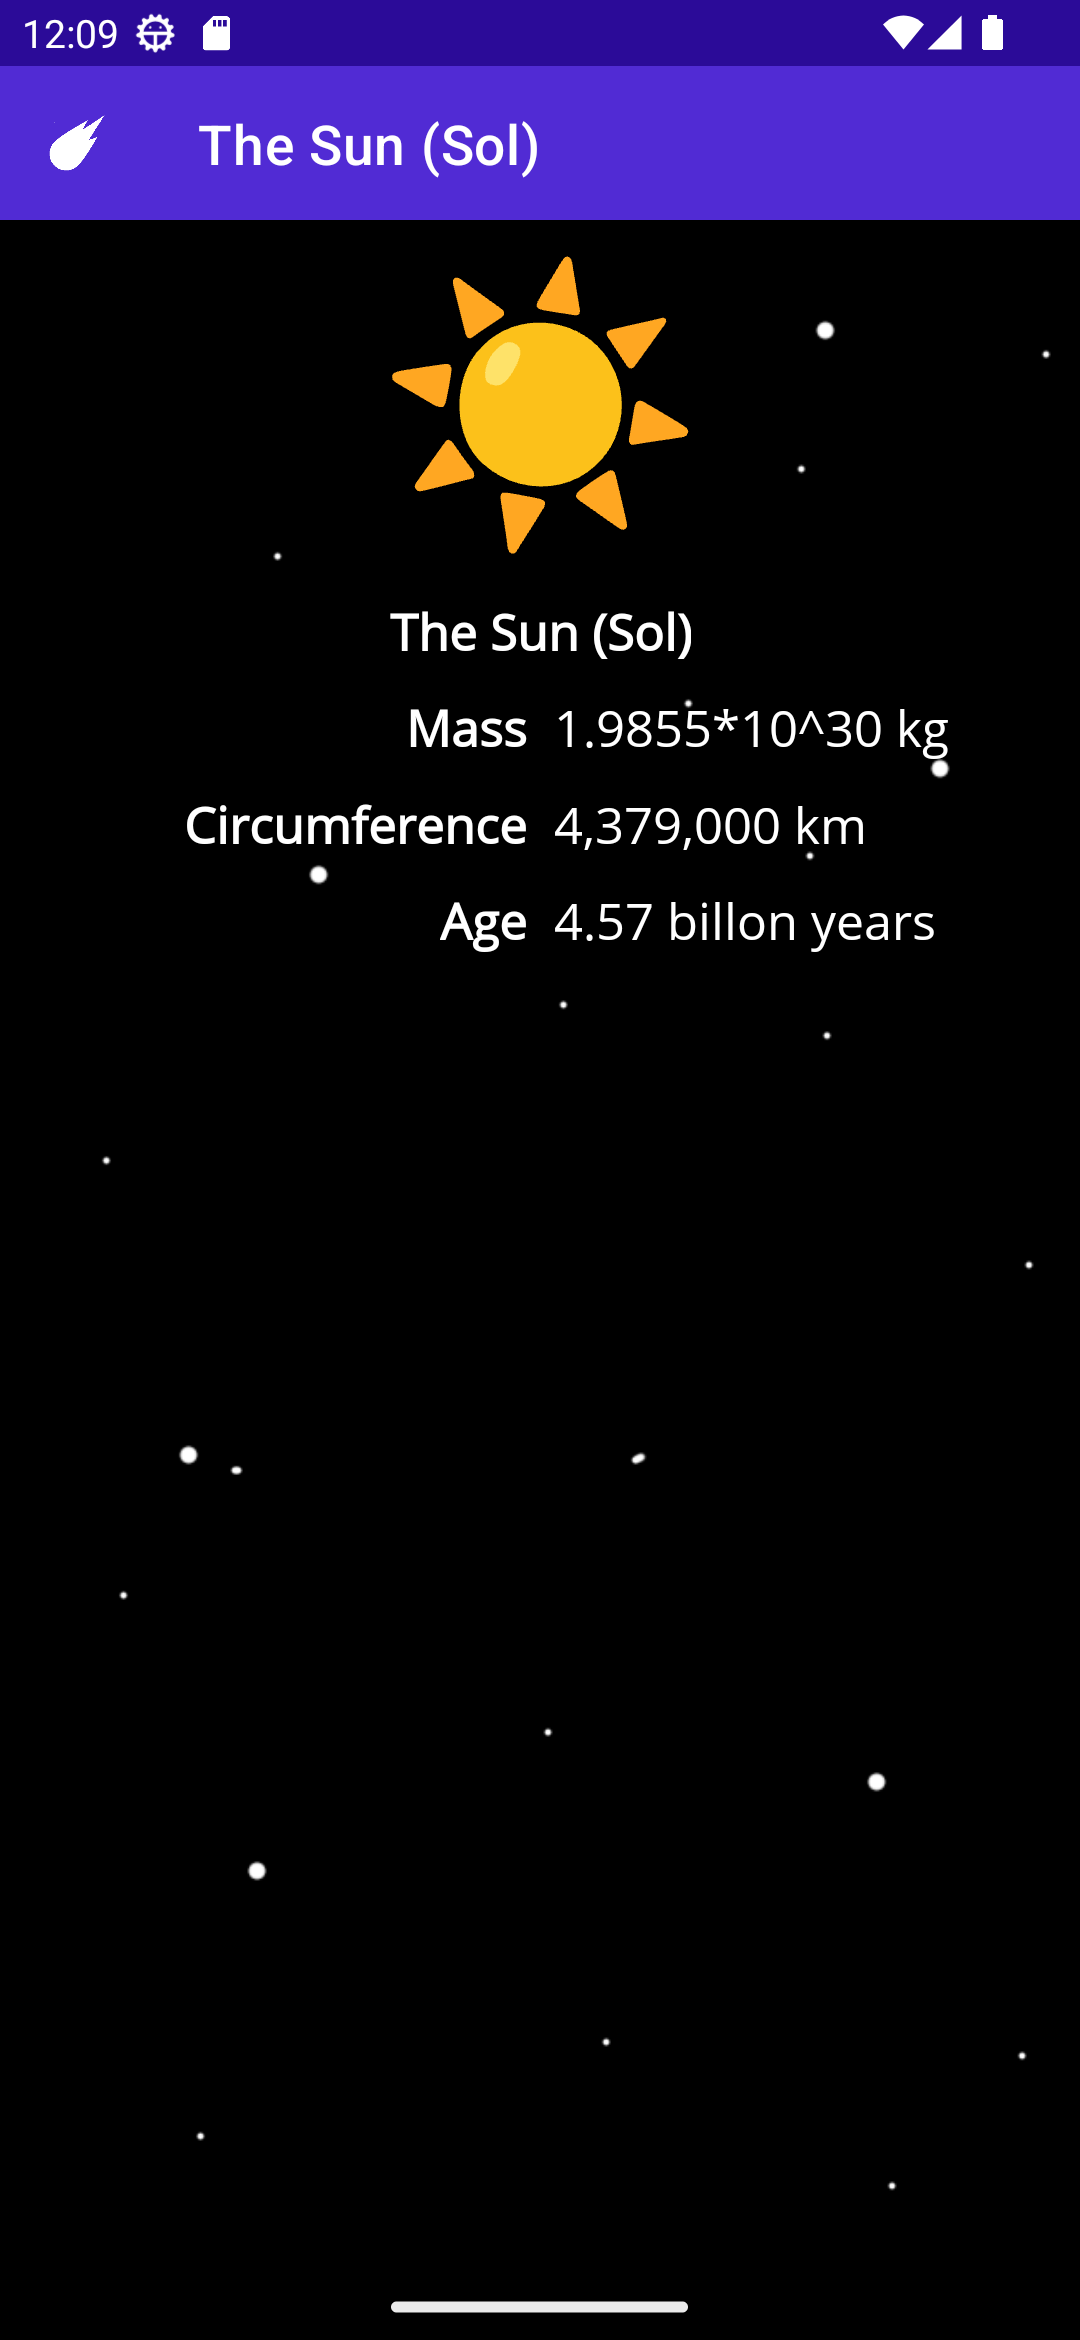 12:09
The Sun (Sol)
The Sun (Sol)
Mass 1.9855*10^30 kg
Circumference 4,379,000 km
Age 4.57 billon years